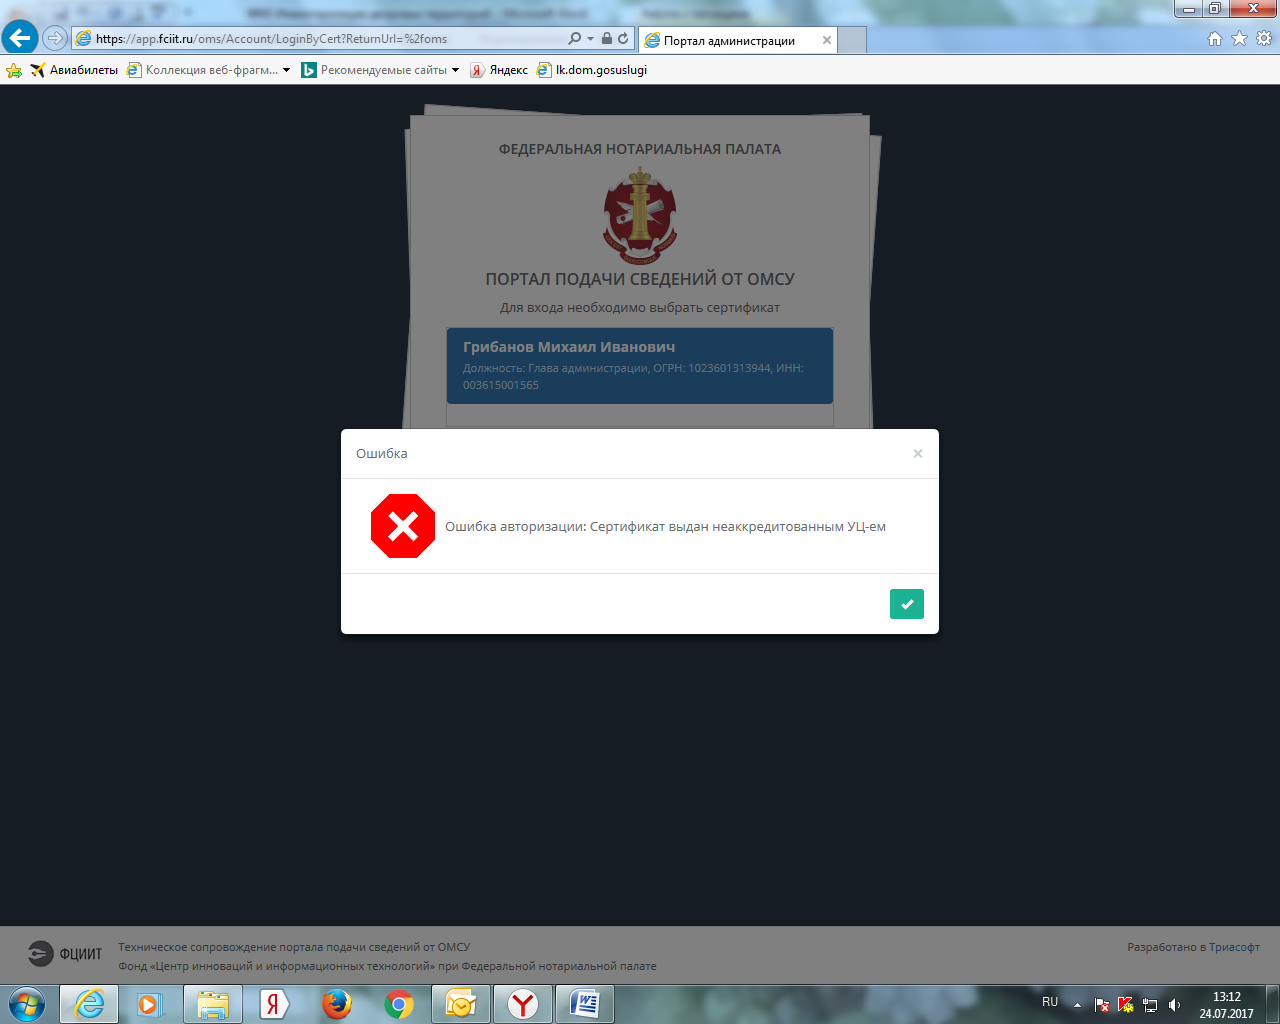 https://app.fciit.ru/oms/Account/LoginByCert?ReturnUrl=%2foms
Портал администрации
Авиабилеты
Коллекция веб-фрагм...
Рекомендуемые сайты
Яндекс
lk.dom.gosuslugi
ФЕДЕРАЛЬНАЯ НОТАРИАЛЬНАЯ ПАЛАТА
ПОРТАЛ ПОДАЧИ СВЕДЕНИЙ ОТ ОМСУ
Для входа необходимо выбрать сертификат
Грибанов Михаил Иванович
Должность: Глава администрации, ОГРН: 1023601313944, ИНН:
003615001565
Ошибка
Ошибка авторизации: Сертификат выдан неаккредитованным УЦ-ем
ФЦИИТ
Техническое сопровождение портала подачи сведений от ОМСУ
Фонд «Центр инноваций и информационных технологий» при Федеральной нотариальной палате
Разработано в Триасофт
RU
13:12
24.07.2017